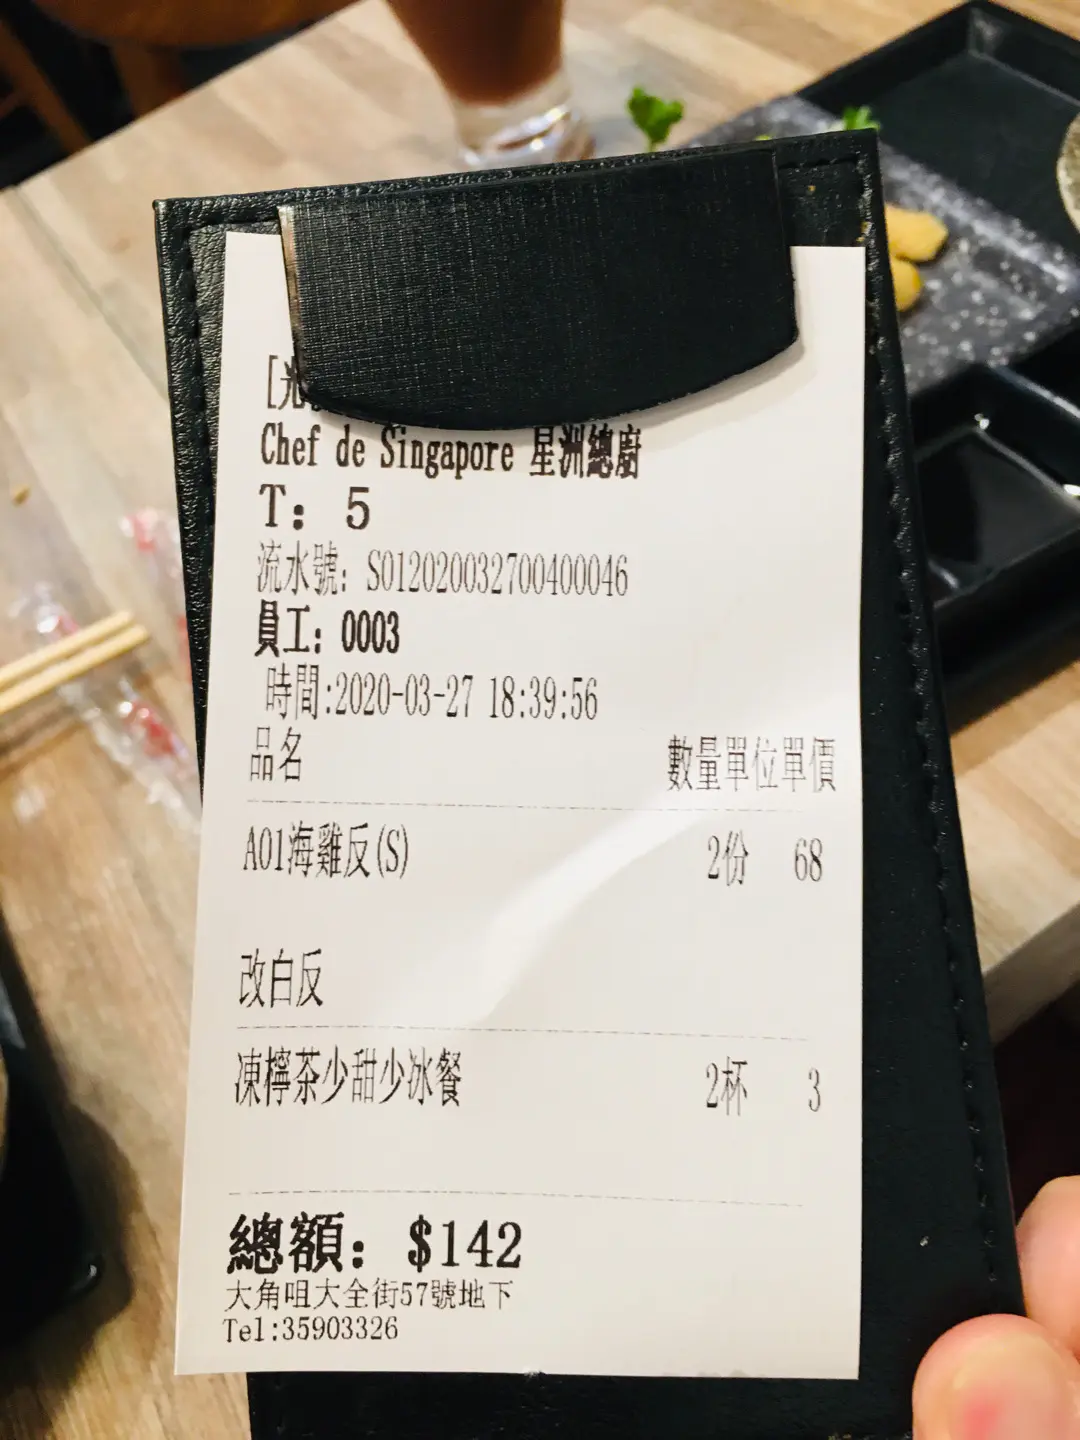 Chef de Singapore 星洲總廚
T: 5
流水號: S012020032700400046
員工: 0003
時間:2020-03-27 18:39:56
品名 數量單位單價
A01海雞反(S) 2份 68
改白反
凍檸茶少甜少冰餐 2杯 3
總額: $142
大角咀大全街57號地下
Tel:35903326